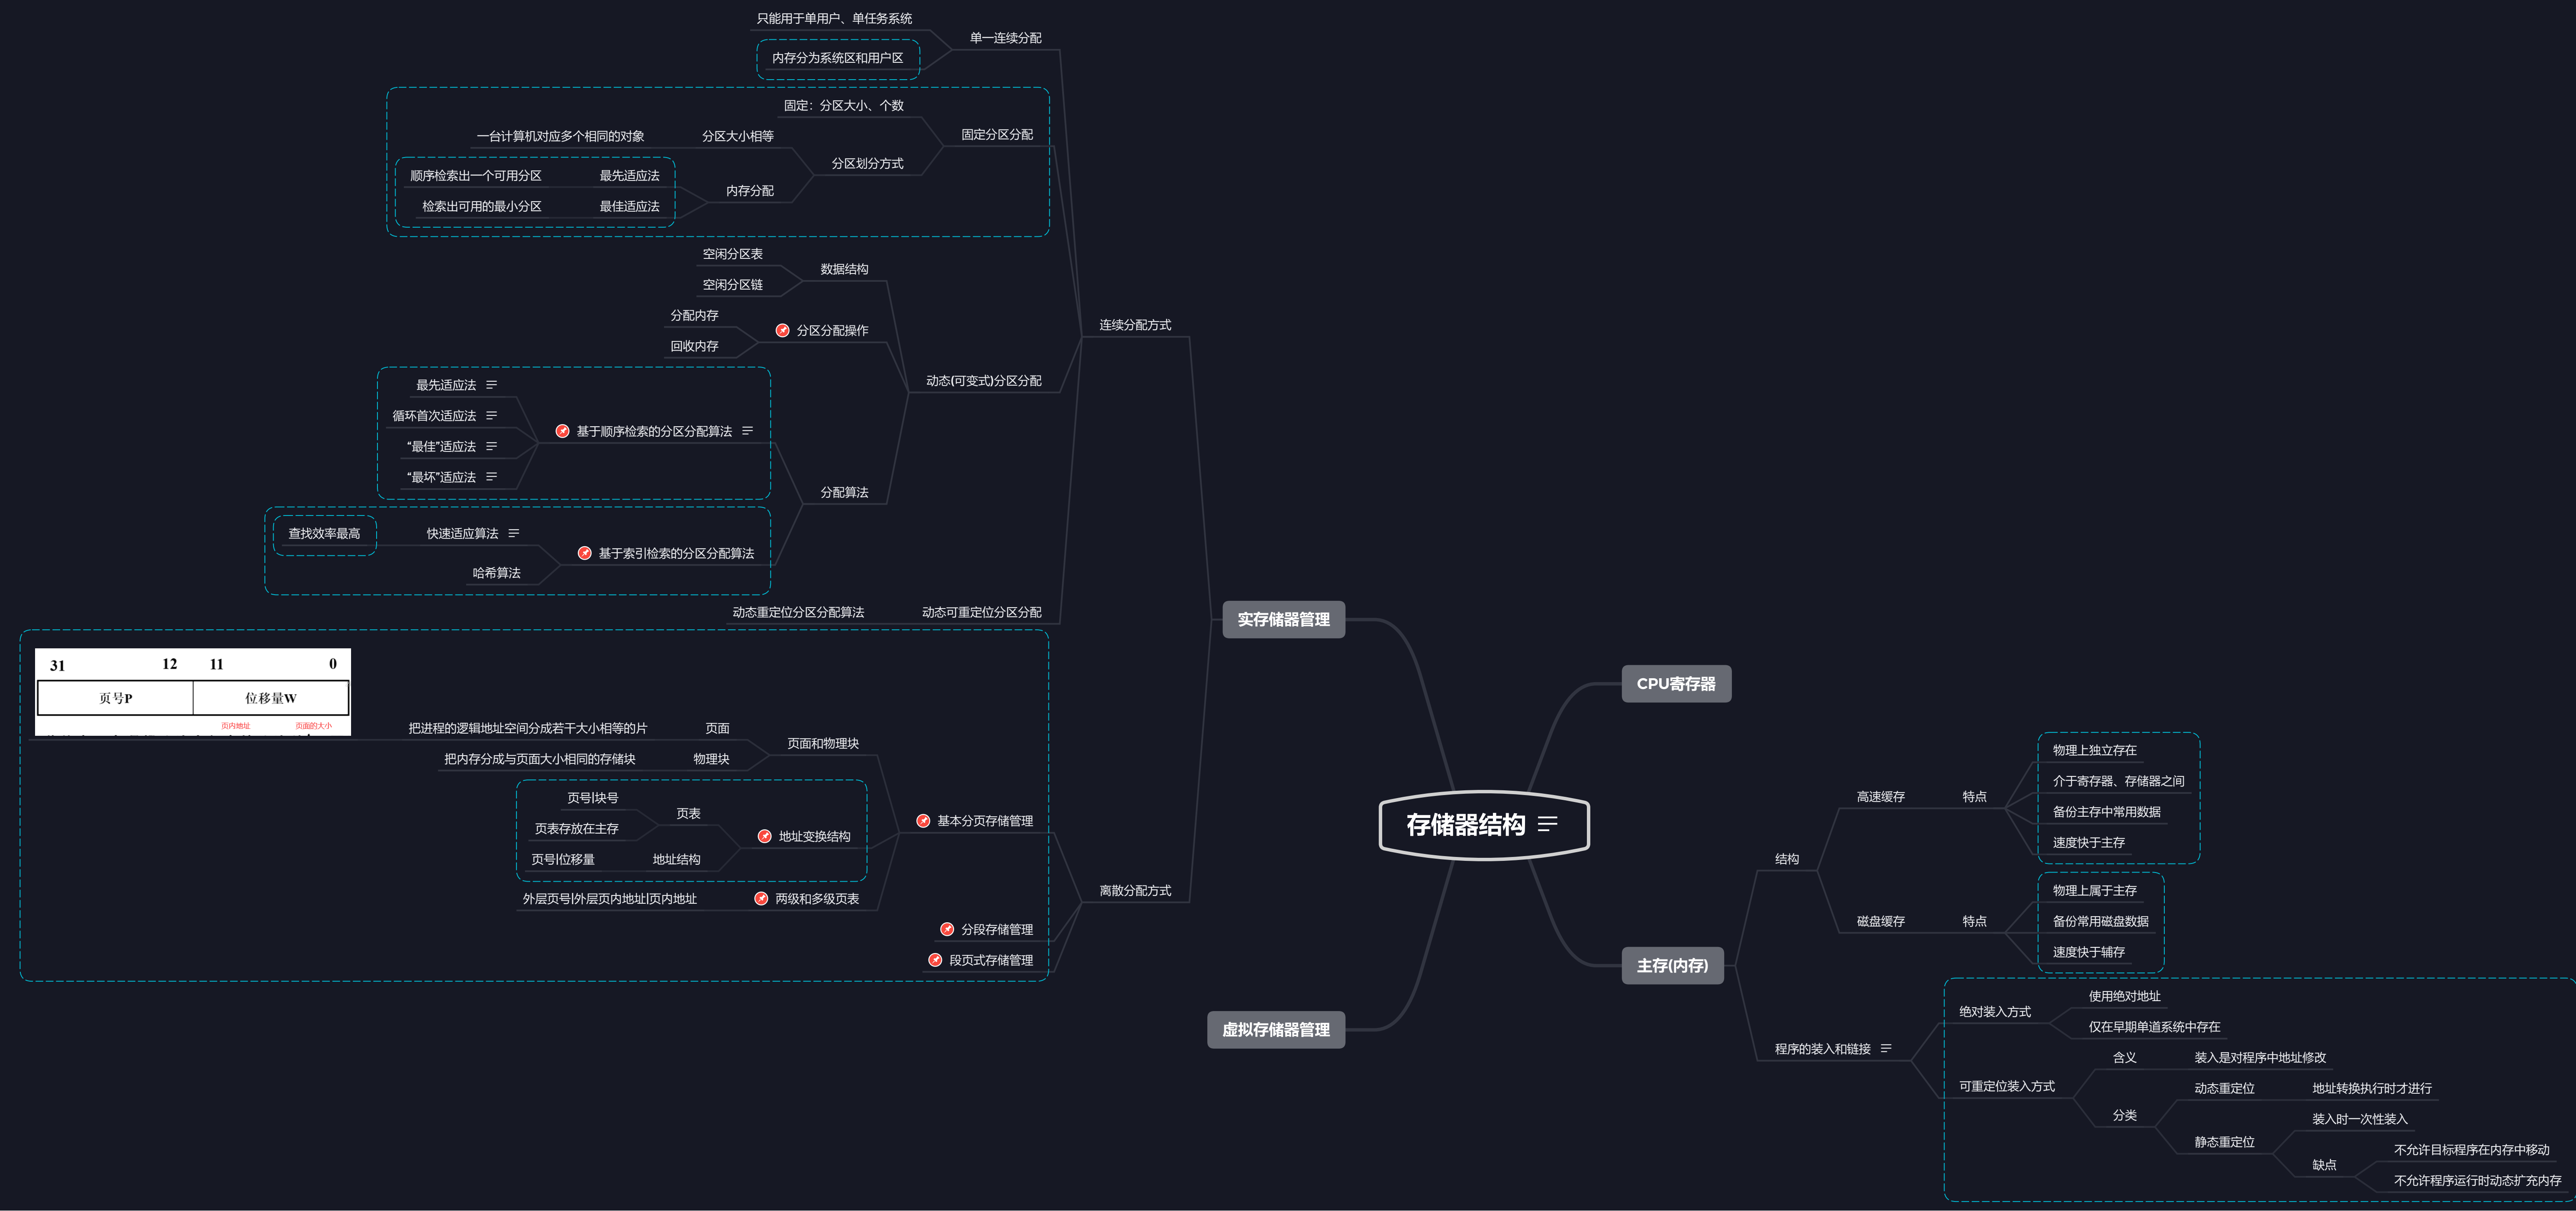 只能用于单用户、单任务系统
单一连续分配
内存分为系统区和用户区
固定：分区大小、个数
一台计算机对应多个相同的对象
分区大小相等
固定分区分配
分区划分方式
顺序检索出一个可用分区
最先适应法
内存分配
检索出可用的最小分区
最佳适应法
空闲分区表
数据结构
空闲分区链
分配内存
分区分配操作
回收内存
连续分配方式
动态(可变式)分区分配
最先适应法
循环首次适应法
基于顺序检索的分区分配算法
“最佳”适应法
“最坏”适应法
分配算法
查找效率最高
快速适应算法
基于索引检索的分区分配算法
哈希算法
动态重定位分区分配算法
动态可重定位分区分配
实存储器管理
31 12 11 0
页号P 位移量W
页内地址 页面的大小
把进程的逻辑地址空间分成若干大小相等的片
页面
页面和物理块
把内存分成与页面大小相同的存储块
物理块
页号|块号
页表
页表存放在主存
地址变换结构
基本分页存储管理
页号|位移量
地址结构
外层页号|外层页内地址|页内地址
两级和多级页表
离散分配方式
分段存储管理
段页式存储管理
虚拟存储器管理
存储器结构
CPU寄存器
主存(内存)
结构
高速缓存
特点
物理上独立存在
介于寄存器、存储器之间
备份主存中常用数据
速度快于主存
磁盘缓存
特点
物理上属于主存
备份常用磁盘数据
速度快于辅存
程序的装入和链接
绝对装入方式
使用绝对地址
仅在早期单道系统中存在
可重定位装入方式
含义
装入是对程序中地址修改
分类
动态重定位
地址转换执行时才进行
静态重定位
装入时一次性装入
缺点
不允许目标程序在内存中移动
不允许程序运行时动态扩充内存